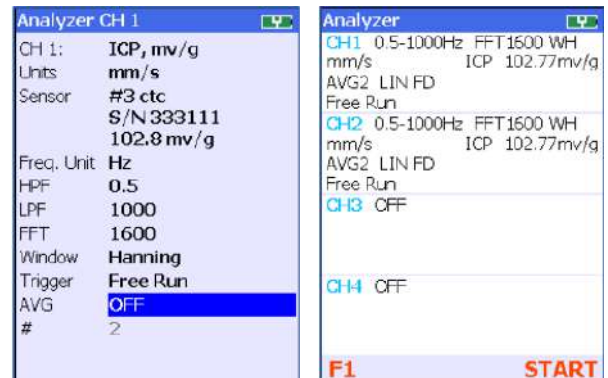 Analyzer CH 1
CH 1: ICP, mv/g
Units mm/s
Sensor #3 ctc
S/N 333111
102.8 mv/g
Freq. Unit Hz
HPF 0.5
LPF 1000
FFT 1600
Window Hanning
Trigger Free Run
AVG OFF
# 2
Analyzer
CH1 0.5-1000Hz FFT1600 WH
mm/s ICP 102.77mv/g
AVG2 LIN FD
Free Run
CH2 0.5-1000Hz FFT1600 WH
mm/s ICP 102.77mv/g
AVG2 LIN FD
Free Run
CH3 OFF
CH4 OFF
F1 START